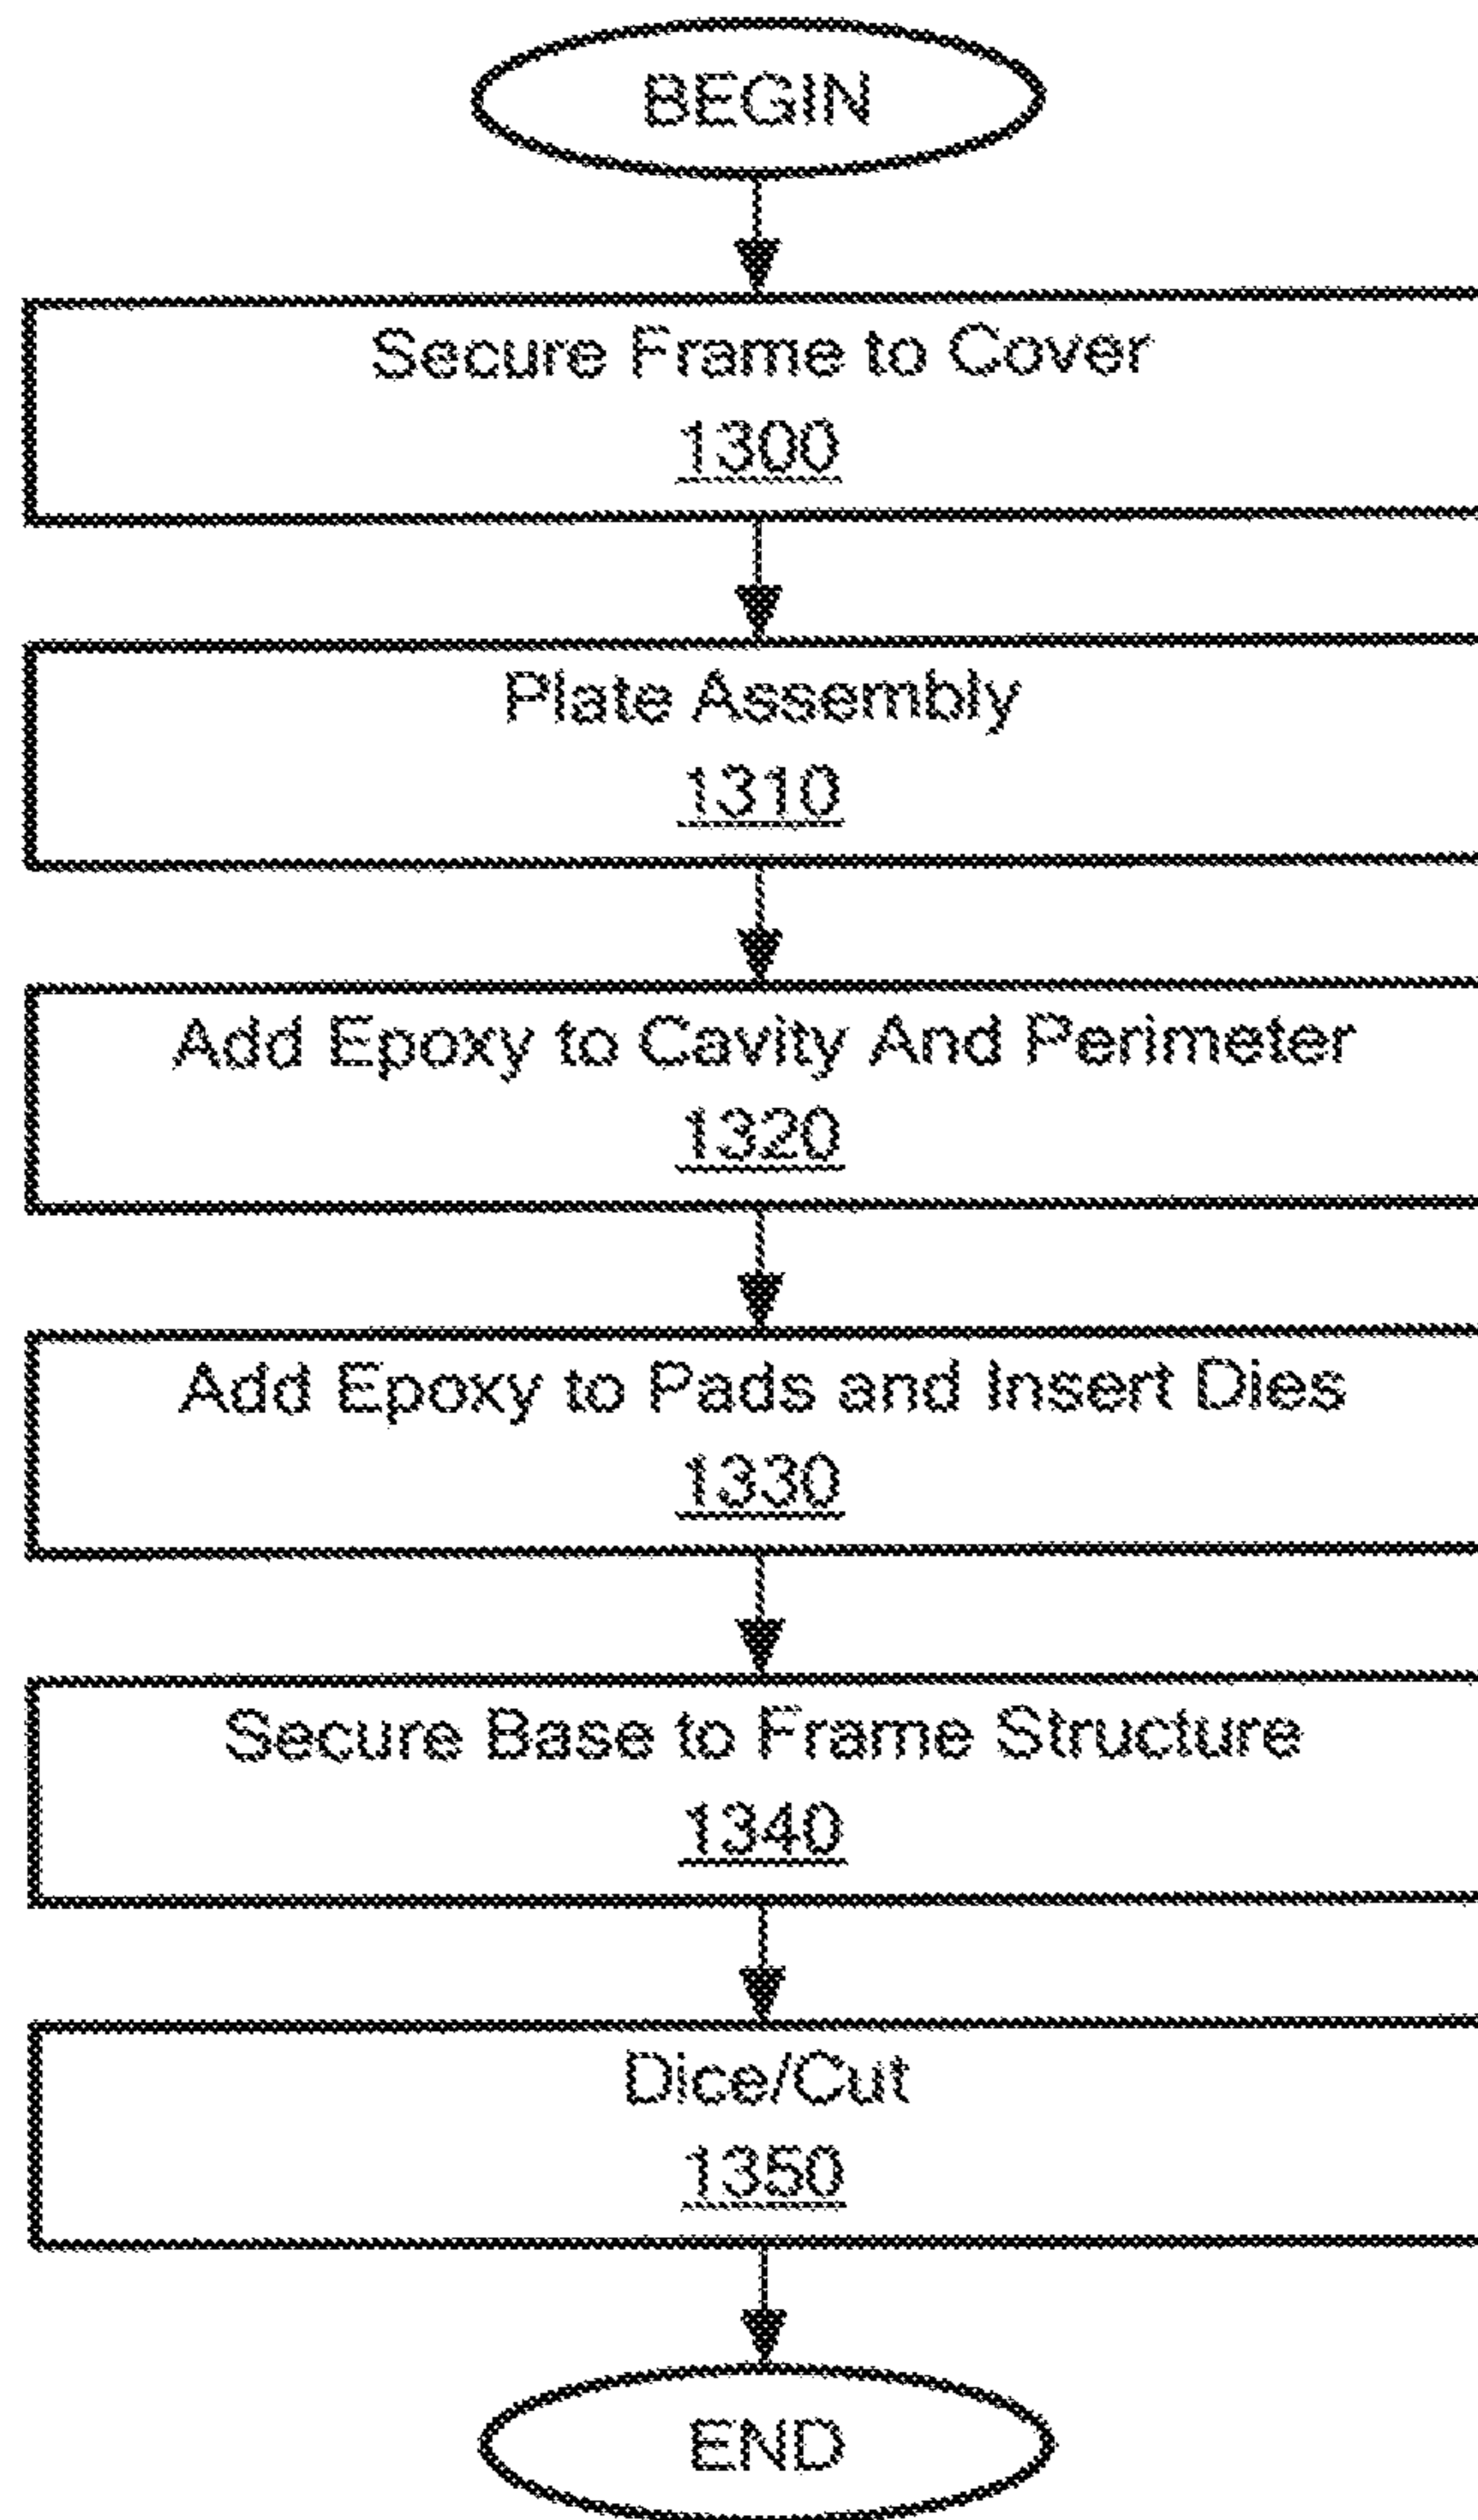 BEGIN
Secure Frame to Cover
1300
Plate Assembly
1310
Add Epoxy to Cavity And Perimeter
1320
Add Epoxy to Pads and Insert Dies
1330
Secure Base to Frame Structure
1340
Dice/Cut
1350
END